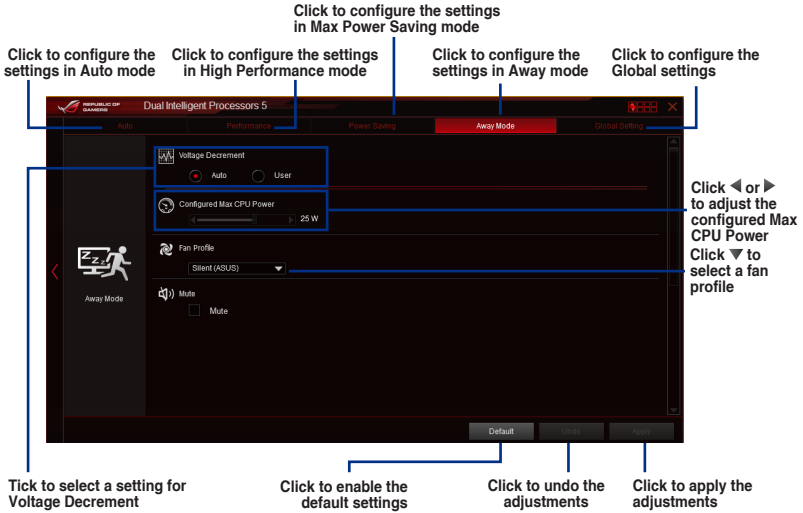 Click to configure the settings
in Max Power Saving mode
Click to configure the
settings in Auto mode
Click to configure the settings
in High Performance mode
Click to configure the
settings in Away mode
Click to configure the
Global settings
REPUBLIC OF
GAMERS
Dual Intelligent Processors 5
Auto
Performance
Power Saving
Away Mode
Global Setting
Voltage Decrement
Auto
User
Configured Max CPU Power
25 W
Fan Profile
Silent (ASUS)
Mute
Mute
Zzz
Away Mode
Click ◀ or ▶
to adjust the
configured Max
CPU Power
Click ▼ to
select a fan
profile
Default
Undo
Apply
Tick to select a setting for
Voltage Decrement
Click to enable the
default settings
Click to undo the
adjustments
Click to apply the
adjustments